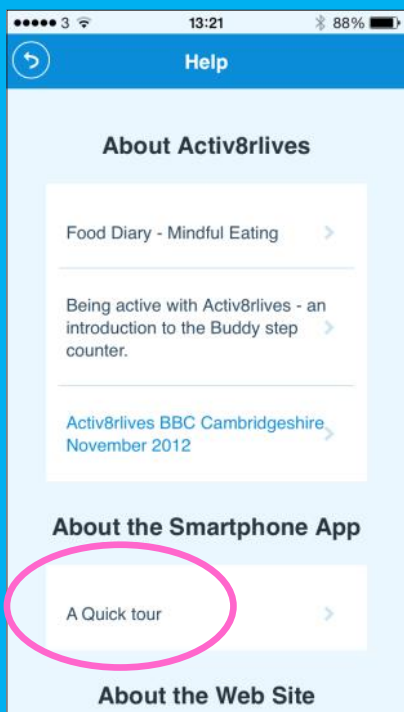 3 13:21 88%
Help
About Activ8rlives
Food Diary - Mindful Eating
Being active with Activ8rlives - an
introduction to the Buddy step
counter.
Activ8rlives BBC Cambridgeshire
November 2012
About the Smartphone App
A Quick tour
About the Web Site